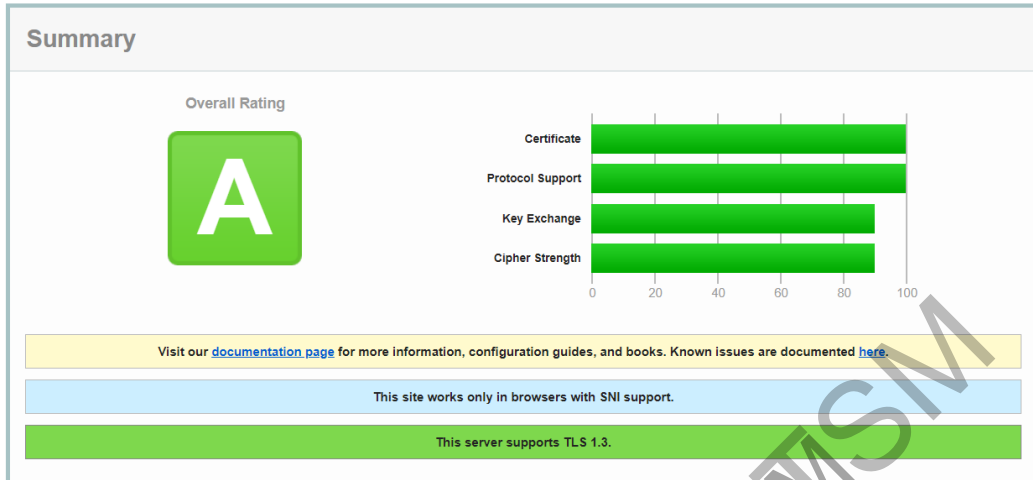 Summary
Overall Rating
A
Certificate
Protocol Support
Key Exchange
Cipher Strength
0 20 40 60 80 100
Visit our documentation page for more information, configuration guides, and books. Known issues are documented here.
This site works only in browsers with SNI support.
This server supports TLS 1.3.
TSM